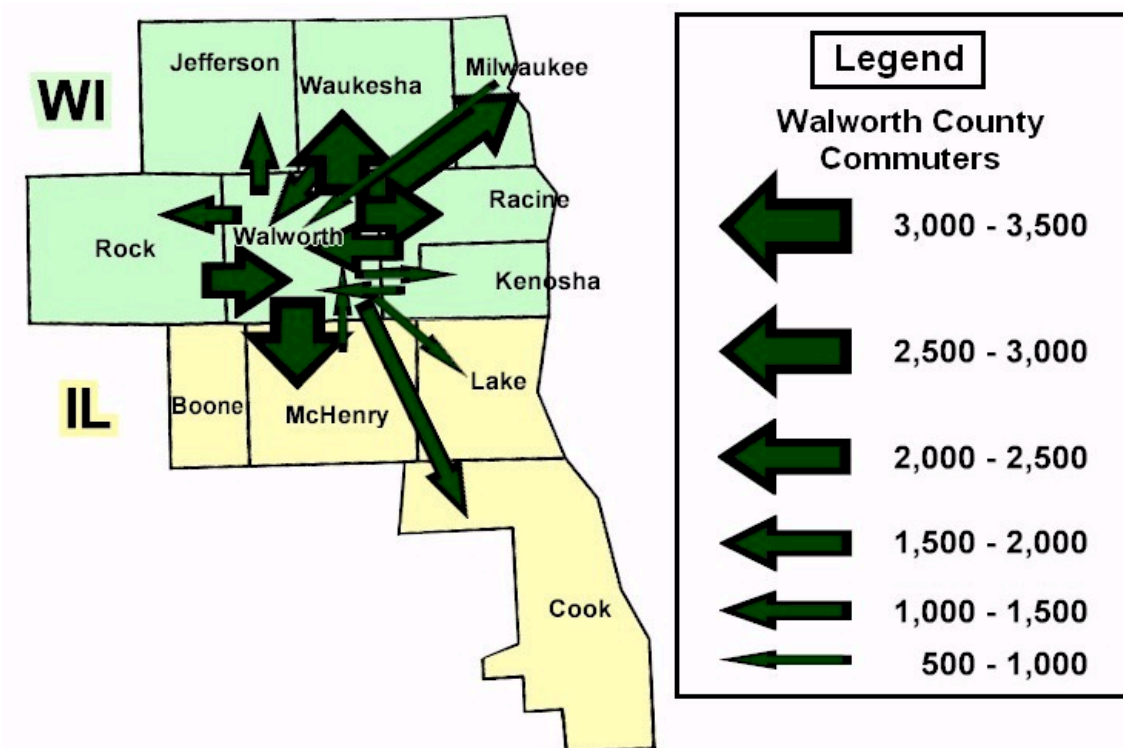 WI
Jefferson
Waukesha
Milwaukee
Rock
Walworth
Racine
Kenosha
IL
Boone
McHenry
Lake
Cook
Legend
Walworth County
Commuters
3,000 - 3,500
2,500 - 3,000
2,000 - 2,500
1,500 - 2,000
1,000 - 1,500
500 - 1,000